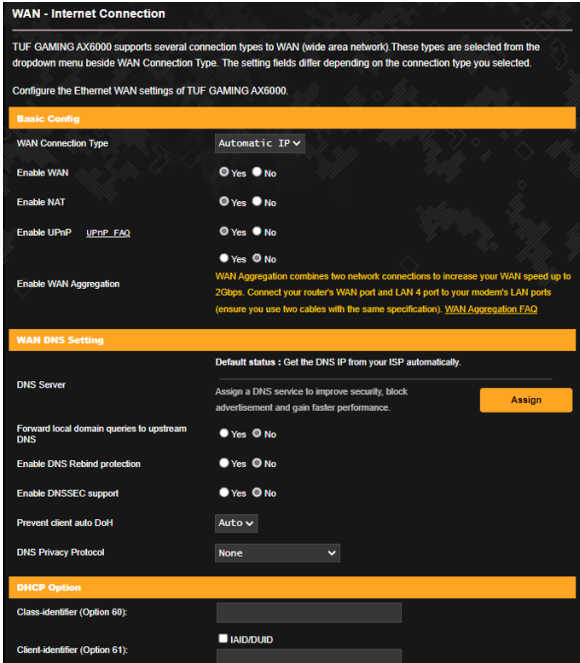 WAN - Internet Connection
TUF GAMING AX6000 supports several connection types to WAN (wide area network).These types are selected from the
dropdown menu beside WAN Connection Type. The setting fields differ depending on the connection type you selected.
Configure the Ethernet WAN settings of TUF GAMING AX6000.
Basic Config
WAN Connection Type Automatic IP
Enable WAN Yes No
Enable NAT Yes No
Enable UPnP UPnP FAQ Yes No
Yes No
Enable WAN Aggregation
WAN Aggregation combines two network connections to increase your WAN speed up to
2Gbps. Connect your router's WAN port and LAN 4 port to your modem's LAN ports
(ensure you use two cables with the same specification). WAN Aggregation FAQ
WAN DNS Setting
Default status : Get the DNS IP from your ISP automatically.
DNS Server
Assign a DNS service to improve security, block
advertisement and gain faster performance.
Assign
Forward local domain queries to upstream
DNS
Yes No
Enable DNS Rebind protection Yes No
Enable DNSSEC support Yes No
Prevent client auto DoH Auto
DNS Privacy Protocol None
DHCP Option
Class-identifier (Option 60):
IAID/DUID
Client-identifier (Option 61):